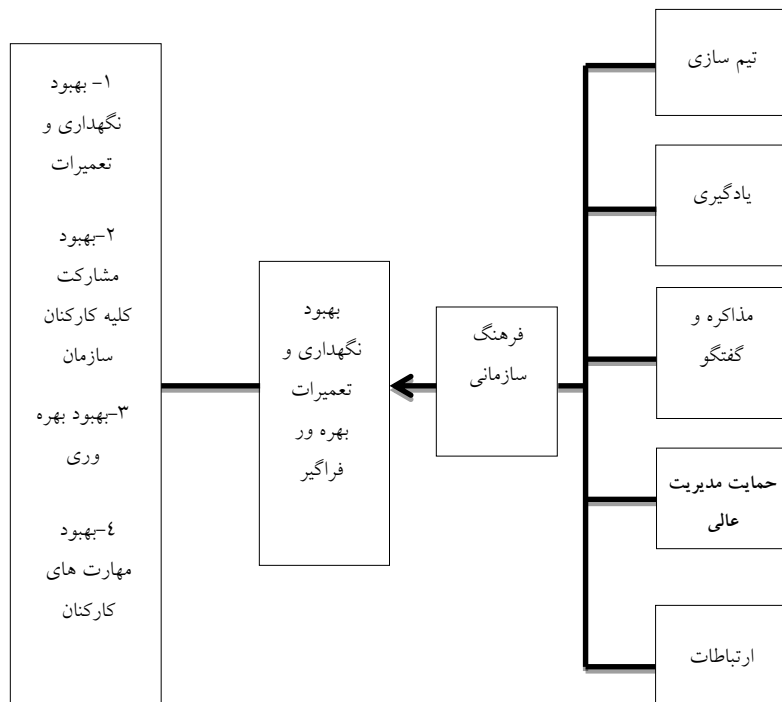 تیم سازی
یادگیری
مذاکره و
گفتگو
حمایت مدیریت
عالی
ارتباطات
فرهنگ
سازمانی
بهبود
نگهداری و
تعمیرات
بهره ور
فراگیر
۱- بهبود
نگهداری و
تعمیرات
۲-بهبود
مشارکت
کلیه کارکنان
سازمان
۳-بهبود بهره
وری
٤-بهبود
مهارت های
کارکنان